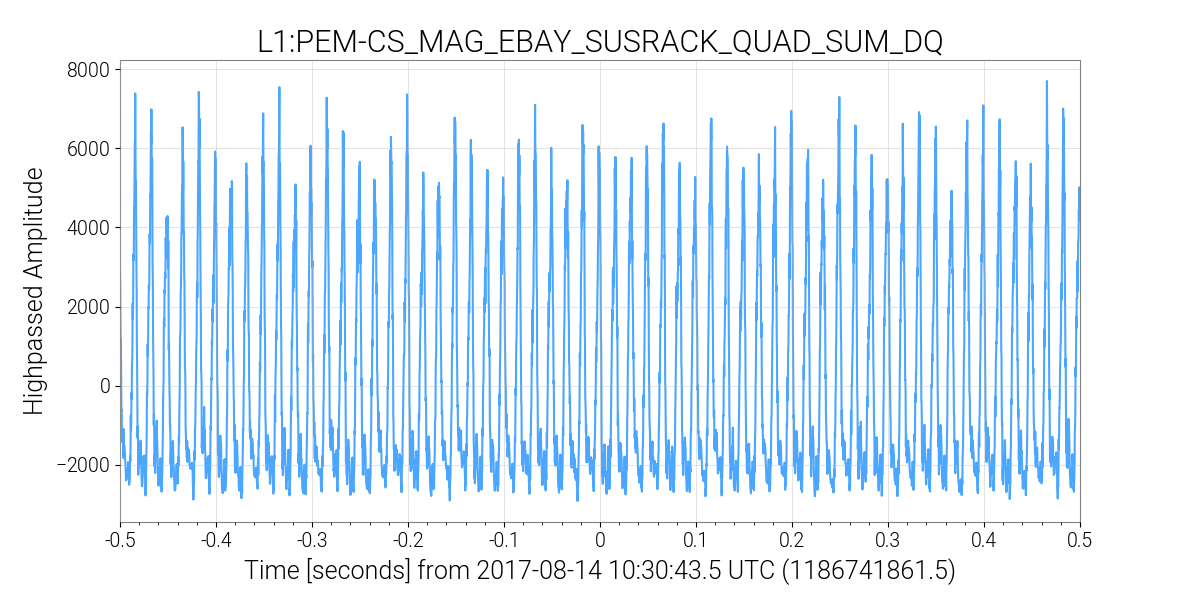 L1:PEM-CS_MAG_EBAY_SUSRACK_QUAD_SUM_DQ
8000
6000
4000
2000
0
−2000
Highpassed Amplitude
-0.5 -0.4 -0.3 -0.2 -0.1 0 0.1 0.2 0.3 0.4 0.5
Time [seconds] from 2017-08-14 10:30:43.5 UTC (1186741861.5)